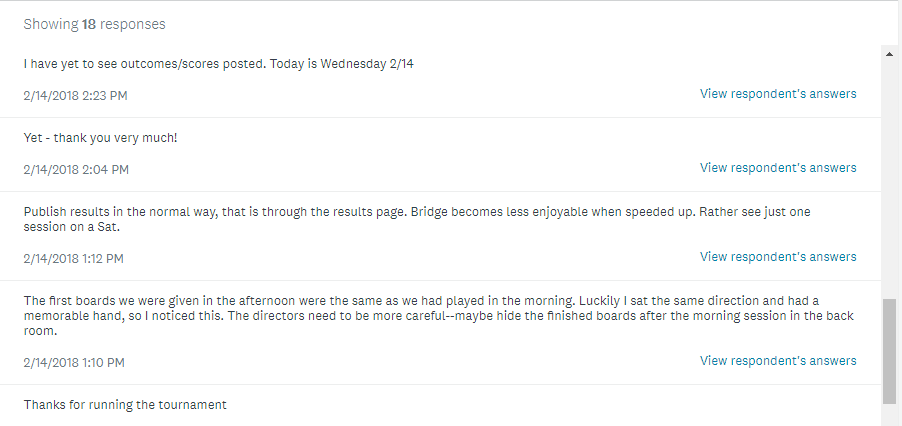 Showing 18 responses
I have yet to see outcomes/scores posted. Today is Wednesday 2/14
2/14/2018 2:23 PM
View respondent's answers
Yet - thank you very much!
2/14/2018 2:04 PM
View respondent's answers
Publish results in the normal way, that is through the results page. Bridge becomes less enjoyable when speeded up. Rather see just one
session on a Sat.
2/14/2018 1:12 PM
View respondent's answers
The first boards we were given in the afternoon were the same as we had played in the morning. Luckily I sat the same direction and had a
memorable hand, so I noticed this. The directors need to be more careful--maybe hide the finished boards after the morning session in the back
room.
2/14/2018 1:10 PM
View respondent's answers
Thanks for running the tournament